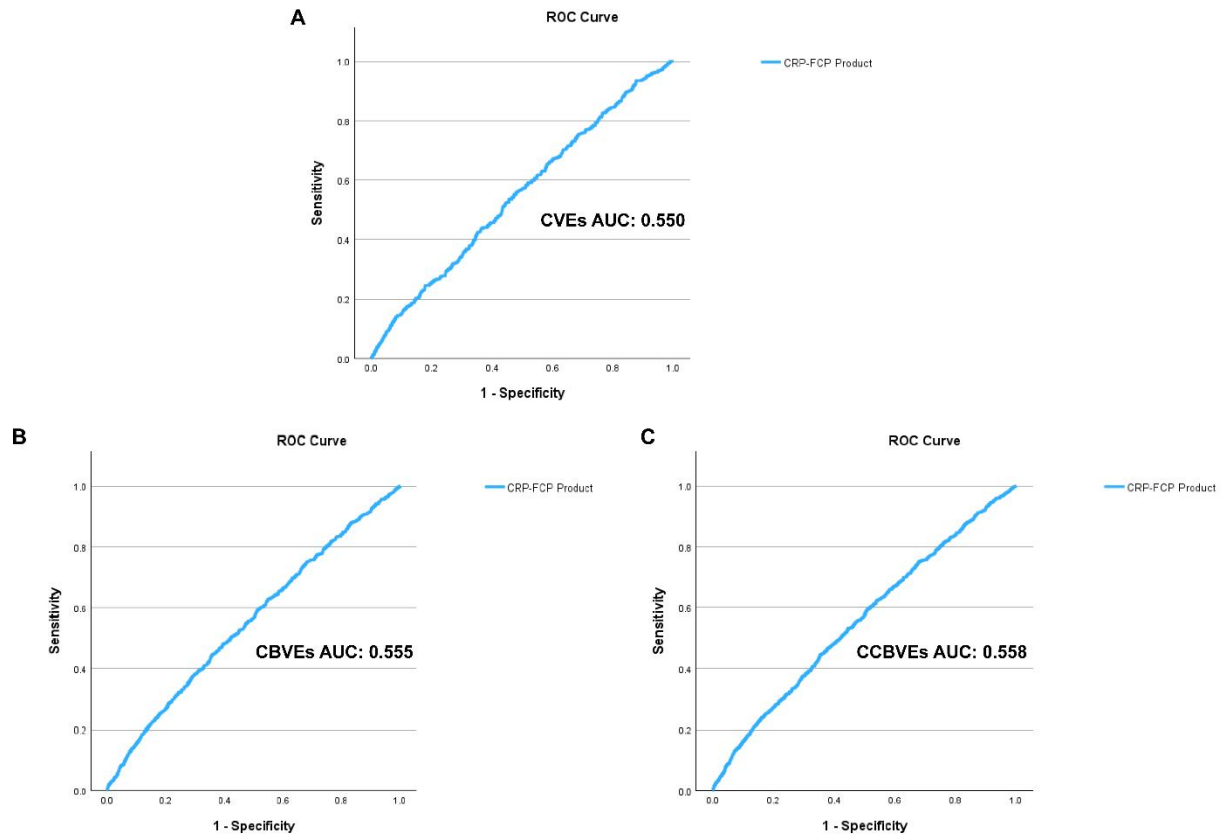 A
ROC Curve
CRP-FCP Product
1.0
0.8
0.6
0.4
0.2
0.0
Sensitivity
CVEs AUC: 0.550
0.0 0.2 0.4 0.6 0.8 1.0
1 - Specificity
B
ROC Curve
CRP-FCP Product
1.0
0.8
0.6
0.4
0.2
0.0
Sensitivity
CBVEs AUC: 0.555
0.0 0.2 0.4 0.6 0.8 1.0
1 - Specificity
C
ROC Curve
CRP-FCP Product
1.0
0.8
0.6
0.4
0.2
0.0
Sensitivity
CCBVEs AUC: 0.558
0.0 0.2 0.4 0.6 0.8 1.0
1 - Specificity